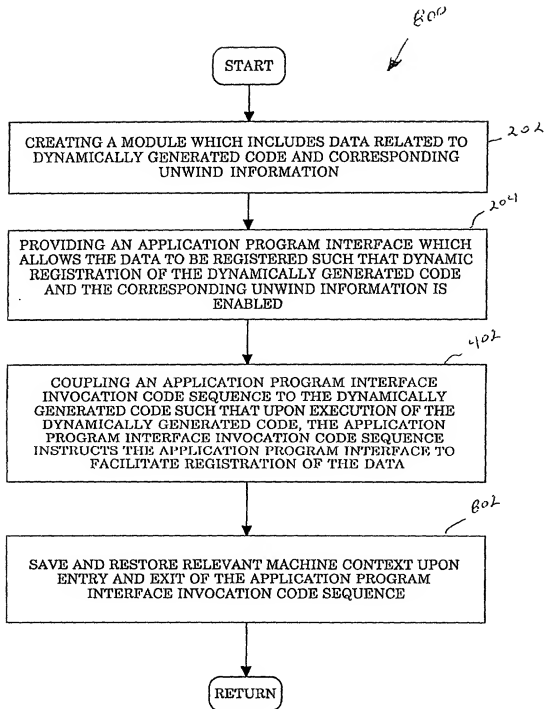 800
START
CREATING A MODULE WHICH INCLUDES DATA RELATED TO
DYNAMICALLY GENERATED CODE AND CORRESPONDING
UNWIND INFORMATION
202
204
PROVIDING AN APPLICATION PROGRAM INTERFACE WHICH
ALLOWS THE DATA TO BE REGISTERED SUCH THAT DYNAMIC
REGISTRATION OF THE DYNAMICALLY GENERATED CODE
AND THE CORRESPONDING UNWIND INFORMATION IS
ENABLED
402
COUPLING AN APPLICATION PROGRAM INTERFACE
INVOCATION CODE SEQUENCE TO THE DYNAMICALLY
GENERATED CODE SUCH THAT UPON EXECUTION OF THE
DYNAMICALLY GENERATED CODE, THE APPLICATION
PROGRAM INTERFACE INVOCATION CODE SEQUENCE
INSTRUCTS THE APPLICATION PROGRAM INTERFACE TO
FACILITATE REGISTRATION OF THE DATA
802
SAVE AND RESTORE RELEVANT MACHINE CONTEXT UPON
ENTRY AND EXIT OF THE APPLICATION PROGRAM
INTERFACE INVOCATION CODE SEQUENCE
RETURN